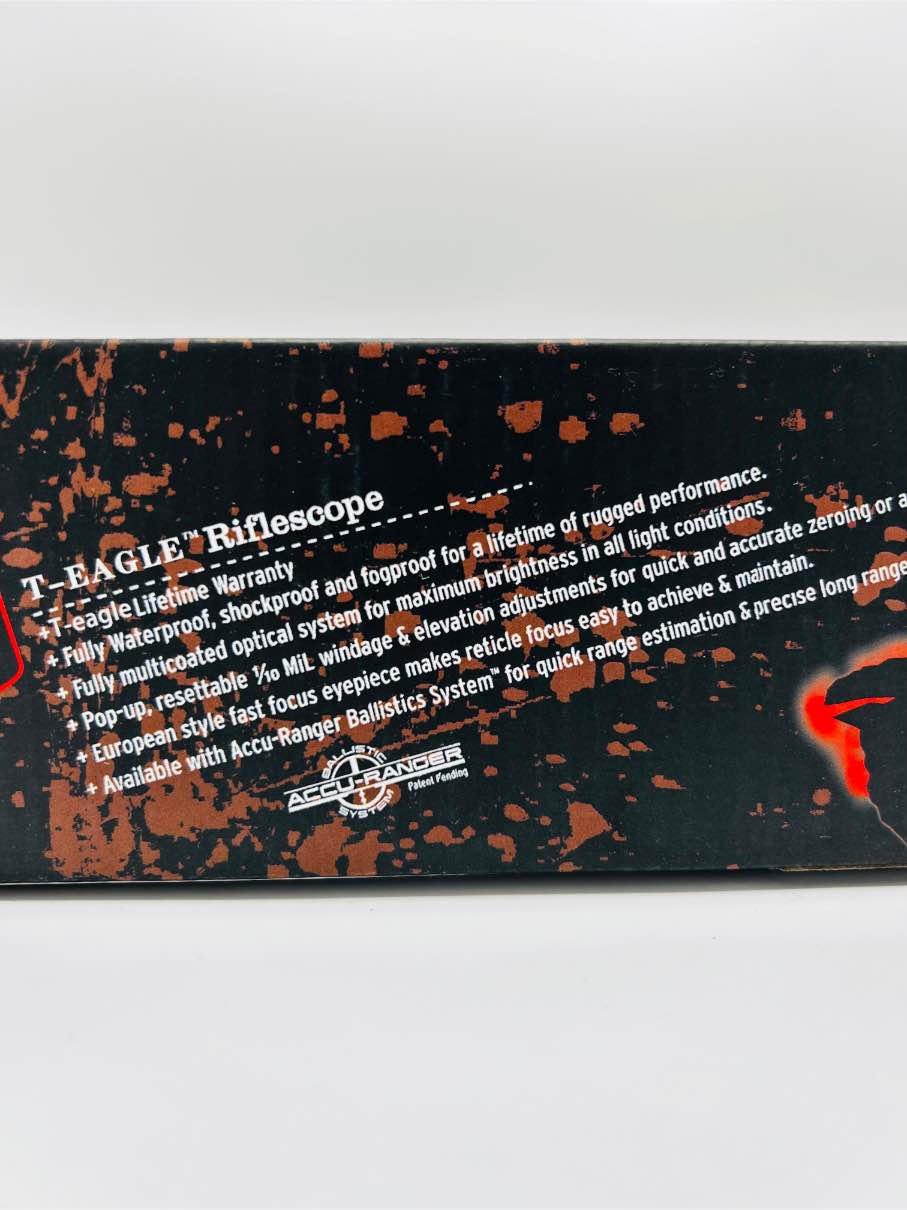 T-EAGLE™ Riflescope
+T-eagle Lifetime Warranty
+ Fully Waterproof, shockproof and fogproof for a lifetime of rugged performance.
+ Fully multicoated optical system for maximum brightness in all light conditions.
+ Pop-up, resettable 1/10 MiL windage & elevation adjustments for quick and accurate zeroing or a
+ European style fast focus eyepiece makes reticle focus easy to achieve & maintain.
+ Available with Accu-Ranger Ballistics System™ for quick range estimation & precise long range
BALLISTIC
ACCU-RANGER
SYSTEM
Patent Pending